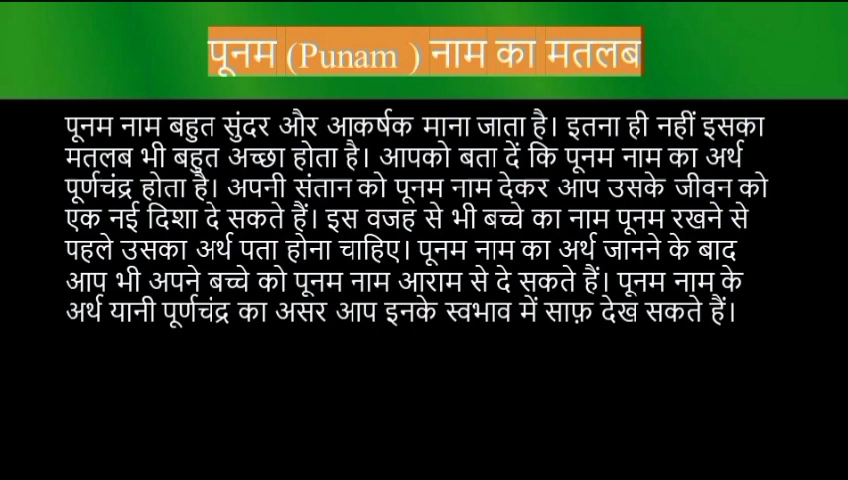 पूनम (Punam ) नाम का मतलब
पूनम नाम बहुत सुंदर और आकर्षक माना जाता है। इतना ही नहीं इसका
मतलब भी बहुत अच्छा होता है। आपको बता दें कि पूनम नाम का अर्थ
पूर्णचंद्र होता है। अपनी संतान को पूनम नाम देकर आप उसके जीवन को
एक नई दिशा दे सकते हैं। इस वजह से भी बच्चे का नाम पूनम रखने से
पहले उसका अर्थ पता होना चाहिए। पूनम नाम का अर्थ जानने के बाद
आप भी अपने बच्चे को पूनम नाम आराम से दे सकते हैं। पूनम नाम के
अर्थ यानी पूर्णचंद्र का असर आप इनके स्वभाव में साफ़ देख सकते हैं।